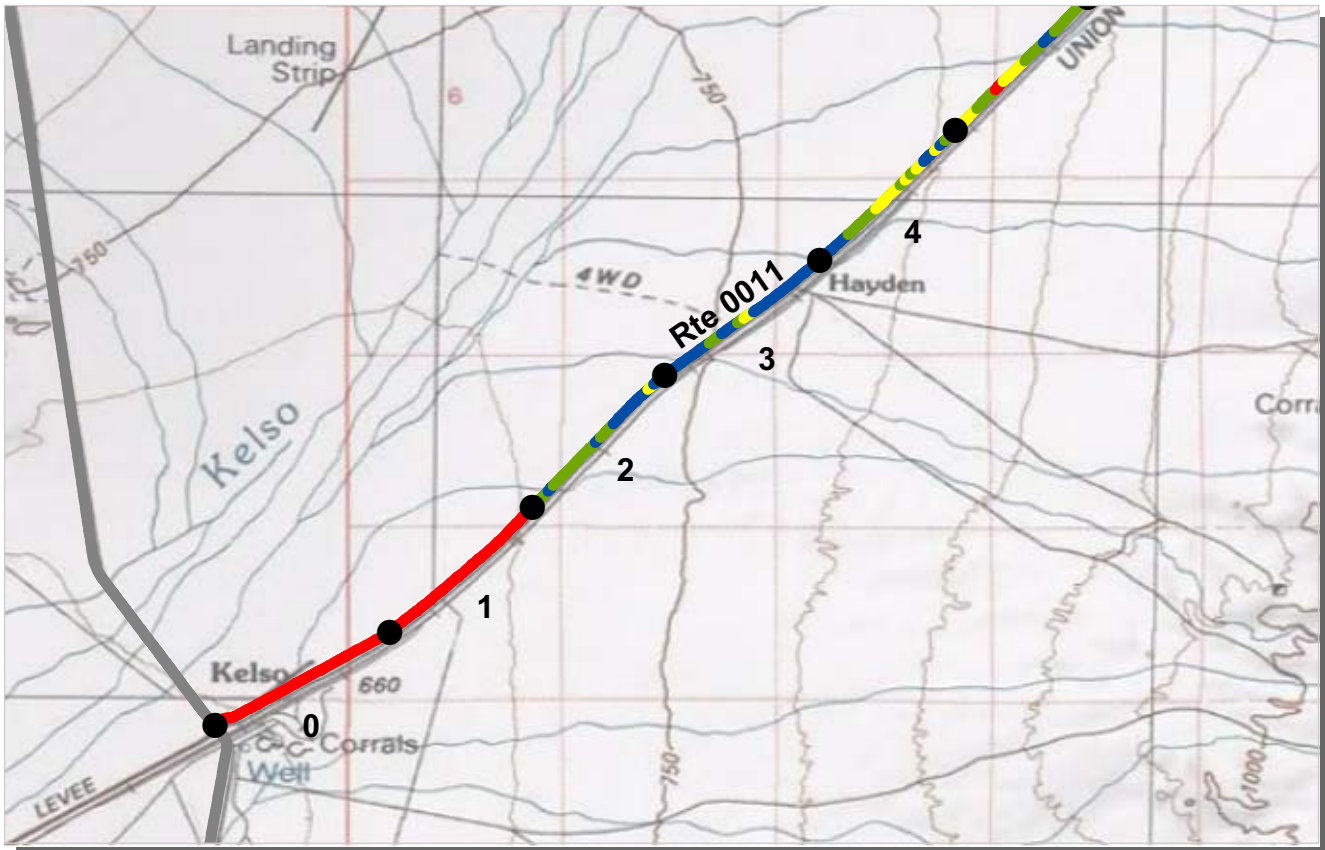 Landing
Strip
6
750
UNION
750
4WD
Rte 0011
Hayden
4
3
Kelso
2
Corra
1
Kelso
660
0
Corrals
Well
LEVEE
750
1000